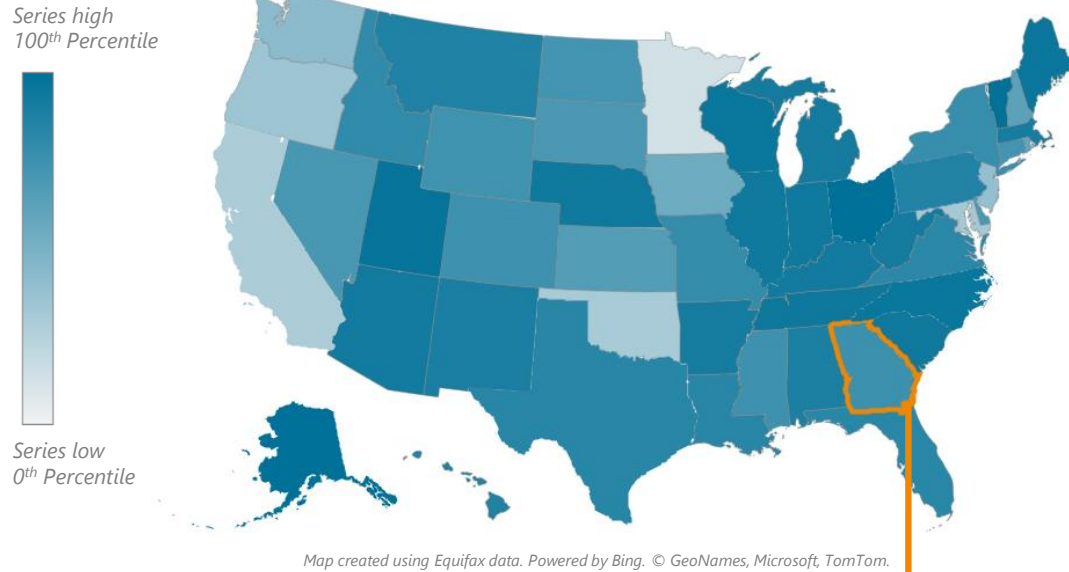 Series high
100th Percentile
Series low
0th Percentile
Map created using Equifax data. Powered by Bing. © GeoNames, Microsoft, TomTom.